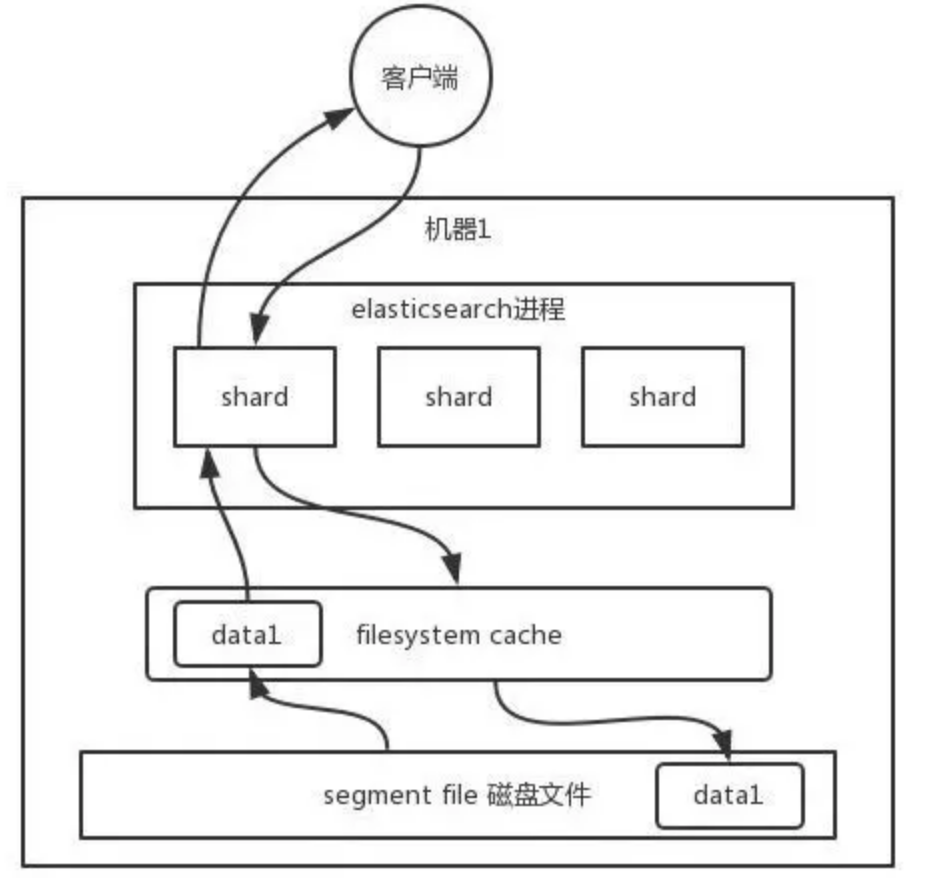 客户端
机器1
elasticsearch进程
shard
shard
shard
data1
filesystem cache
segment file 磁盘文件
data1